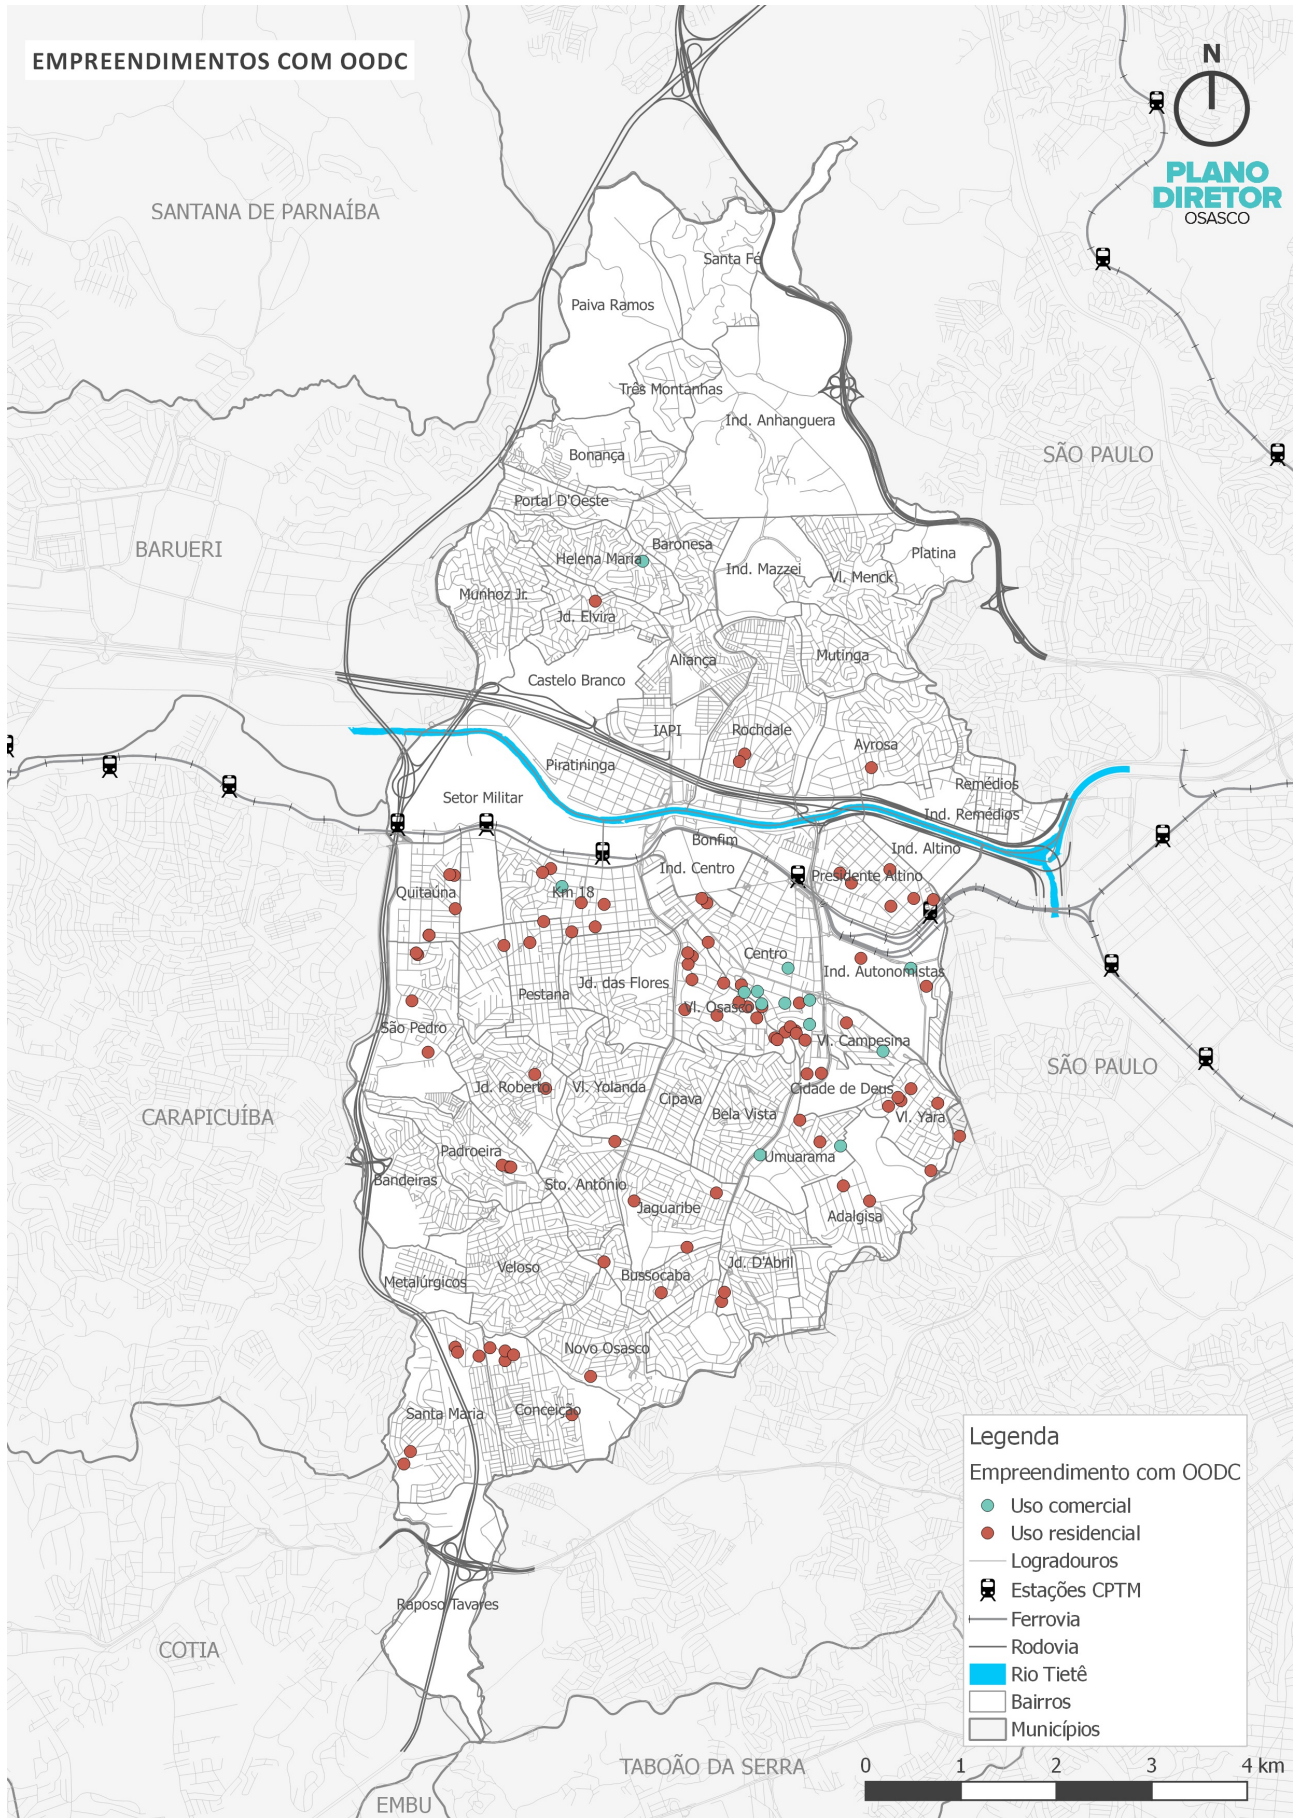 EMPREENDIMENTOS COM OODC
N
PLANO
DIRETOR
OSASCO
SANTANA DE PARNAÍBA
Santa Fé
Paiva Ramos
Três Montanhas
Ind. Anhanguera
SÃO PAULO
Bonança
Portal D'Oeste
BARUERI
Baronesa
Helena Maria
Ind. Mazzei
Platina
Vl. Menck
Munhoz Jr.
Jd. Elvira
Aliança
Mutinga
Castelo Branco
IAPI
Rochdale
Ayrosa
Piratininga
Remédios
Setor Militar
Ind. Remédios
Bonfim
Ind. Altino
Ind. Centro
Presidente Altino
Quitaúna
Km 18
Centro
Ind. Autonomistas
Jd. das Flores
Pestana
Vl. Osasco
São Pedro
Vl. Campesina
SÃO PAULO
Jd. Roberto
Vl. Yolanda
Cidade de Deus
Cipava
Bela Vista
Vl. Yara
CARAPICUÍBA
Padroeira
Umuarama
Bandeiras
Sto. Antônio
Jaguaribe
Adalgisa
Veloso
Jd. D'Abril
Bussocaba
Metalúrgicos
Novo Osasco
Santa Maria
Conceição
Raposo Tavares
COTIA
TABOÃO DA SERRA
EMBU
Legenda
Empreendimento com OODC
Uso comercial
Uso residencial
Logradouros
Estações CPTM
Ferrovia
Rodovia
Rio Tietê
Bairros
Municípios
0 1 2 3 4 km